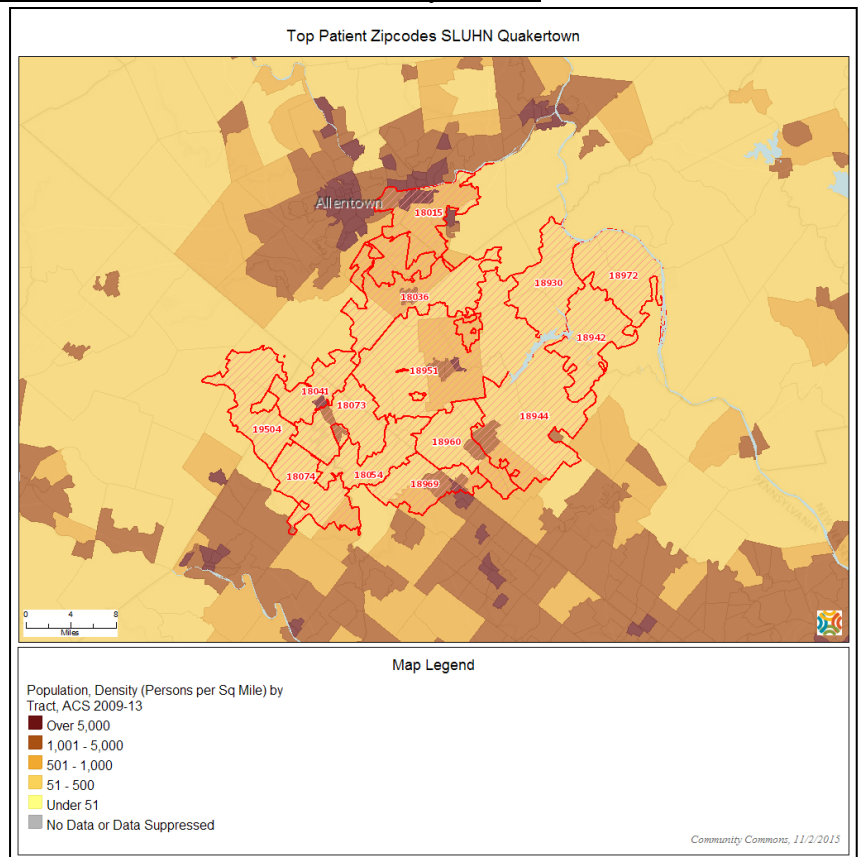 Top Patient Zipcodes SLUHN Quakertown
Allentown
18015
18972
18930
18036
18942
18951
18041
18073
18944
19504
18960
18074
18054
18969
PENNSYLVANIA
0 4 8
Miles
Map Legend
Population, Density (Persons per Sq Mile) by
Tract, ACS 2009-13
Over 5,000
1,001 - 5,000
501 - 1,000
51 - 500
Under 51
No Data or Data Suppressed
Community Commons, 11/2/2015